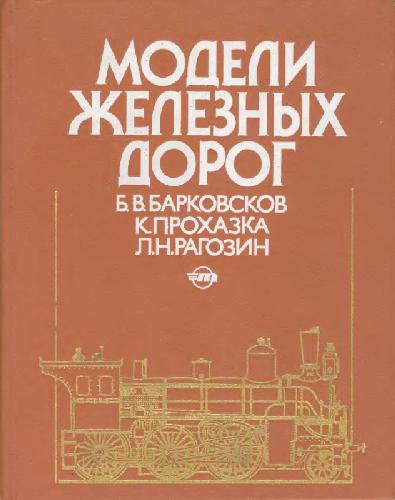 МОДЕЛИ
ЖЕЛЕЗНЫХ
ДОРОГ
Б.В.БАРКОВСКОВ
К.ПРОХАЗКА
Л.Н.РАГОЗИН